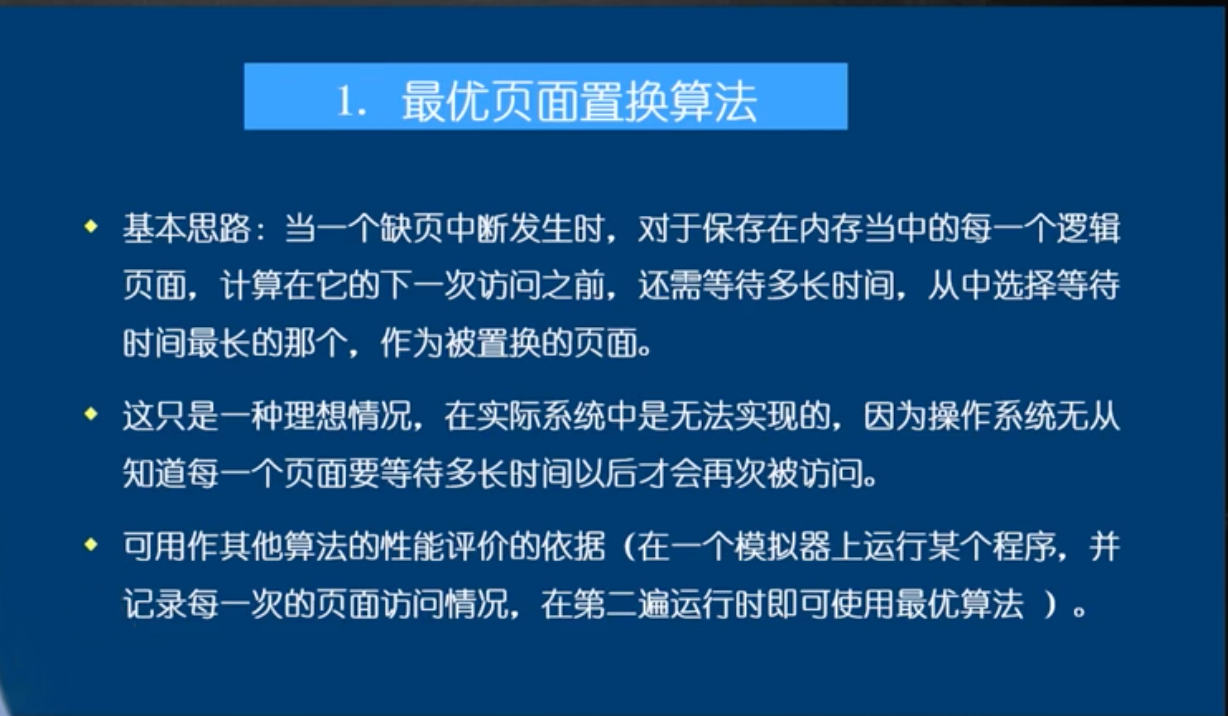 1. 最优页面置换算法
基本思路：当一个缺页中断发生时，对于保存在内存当中的每一个逻辑
页面，计算在它的下一次访问之前，还需等待多长时间，从中选择等待
时间最长的那个，作为被置换的页面。
这只是一种理想情况，在实际系统中是无法实现的，因为操作系统无从
知道每一个页面要等待多长时间以后才会再次被访问。
可用作其他算法的性能评价的依据（在一个模拟器上运行某个程序，并
记录每一次的页面访问情况，在第二遍运行时即可使用最优算法 ）。